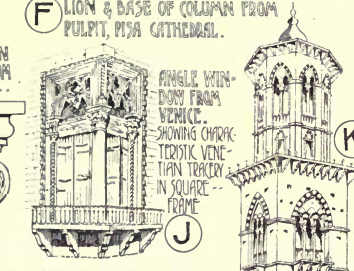 F
LION & BASE OF COLUMN FROM
PULPIT, PISA CATHEDRAL.
ANGLE WIN-
DOW FROM
VENICE.
SHOWING CHARAC-
TERISTIC VENE-
TIAN TRACERY
IN SQUARE
FRAME
J
K